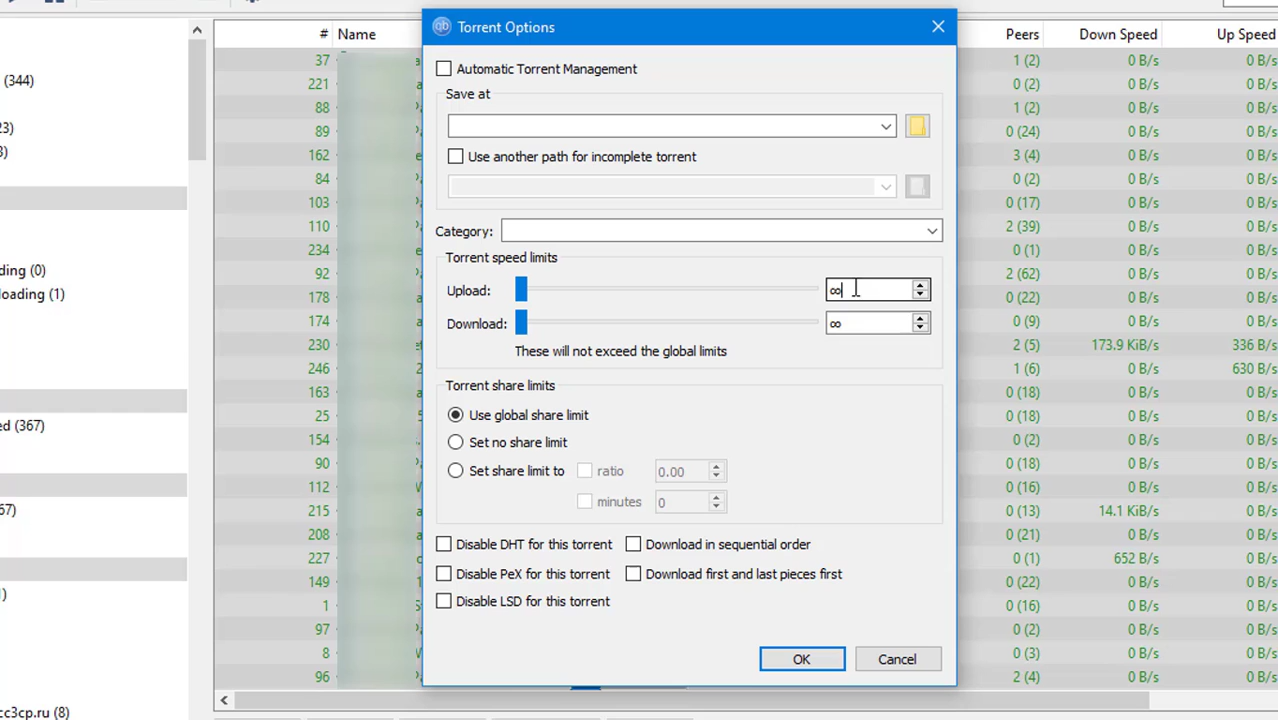 Torrent Options
# Name Peers Down Speed Up Speed
Automatic Torrent Management
Save at
Use another path for incomplete torrent
Category:
Torrent speed limits
Upload: ∞
Download: ∞
These will not exceed the global limits
Torrent share limits
Use global share limit
Set no share limit
Set share limit to ratio 0.00
minutes 0
Disable DHT for this torrent Download in sequential order
Disable PeX for this torrent Download first and last pieces first
Disable LSD for this torrent
OK Cancel
(344)
23)
3)
ding (0)
loading (1)
ed (367)
67)
)
cc3cp.ru (8)
37 1 (2) 0 B/s 0 B/s
221 0 (2) 0 B/s 0 B/s
88 1 (2) 0 B/s 0 B/s
89 0 (24) 0 B/s 0 B/s
162 3 (4) 0 B/s 0 B/s
84 0 (2) 0 B/s 0 B/s
103 0 (17) 0 B/s 0 B/s
110 2 (39) 0 B/s 0 B/s
234 0 (1) 0 B/s 0 B/s
92 2 (62) 0 B/s 0 B/s
178 0 (22) 0 B/s 0 B/s
174 0 (9) 0 B/s 0 B/s
230 2 (5) 173.9 KiB/s 336 B/s
246 1 (6) 0 B/s 630 B/s
163 0 (18) 0 B/s 0 B/s
25 0 (18) 0 B/s 0 B/s
154 0 (2) 0 B/s 0 B/s
90 0 (18) 0 B/s 0 B/s
112 0 (16) 0 B/s 0 B/s
215 0 (13) 14.1 KiB/s 0 B/s
208 0 (21) 0 B/s 0 B/s
227 0 (1) 652 B/s 0 B/s
149 0 (22) 0 B/s 0 B/s
1 0 (16) 0 B/s 0 B/s
97 0 (2) 0 B/s 0 B/s
8 0 (3) 0 B/s 0 B/s
96 2 (4) 0 B/s 0 B/s